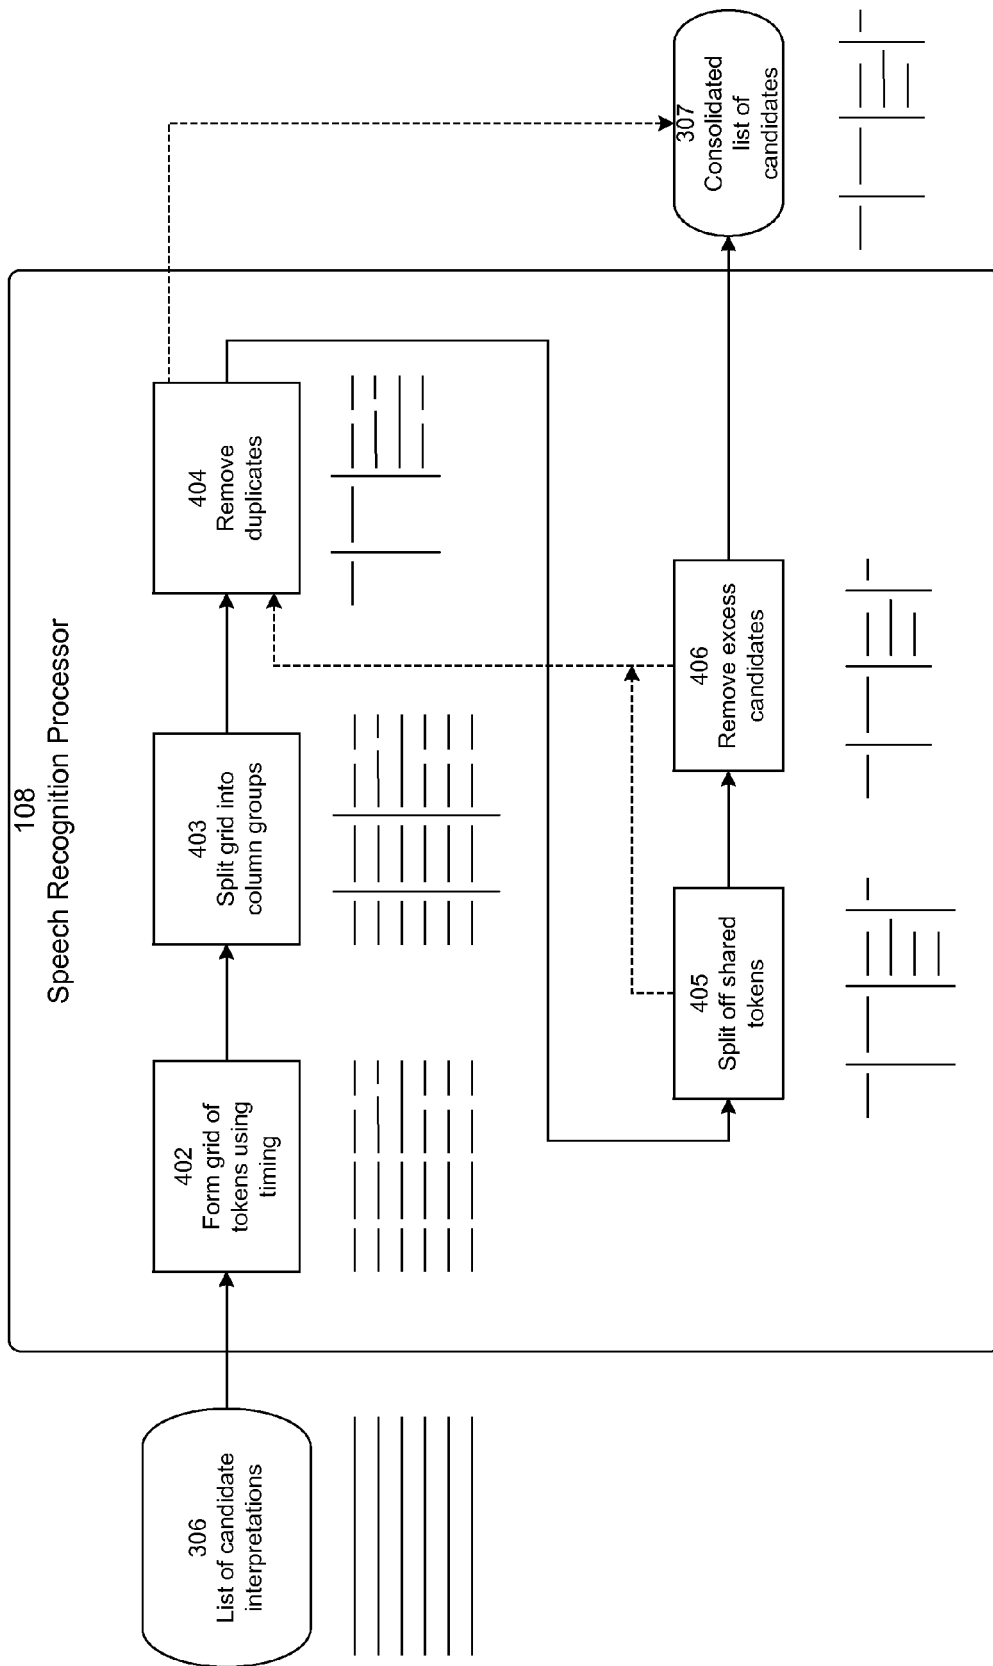 108
Speech Recognition Processor
306
List of candidate
interpretations
402
Form grid of
tokens using
timing
403
Split grid into
column groups
404
Remove
duplicates
405
Split off shared
tokens
406
Remove excess
candidates
307
Consolidated
list of
candidates